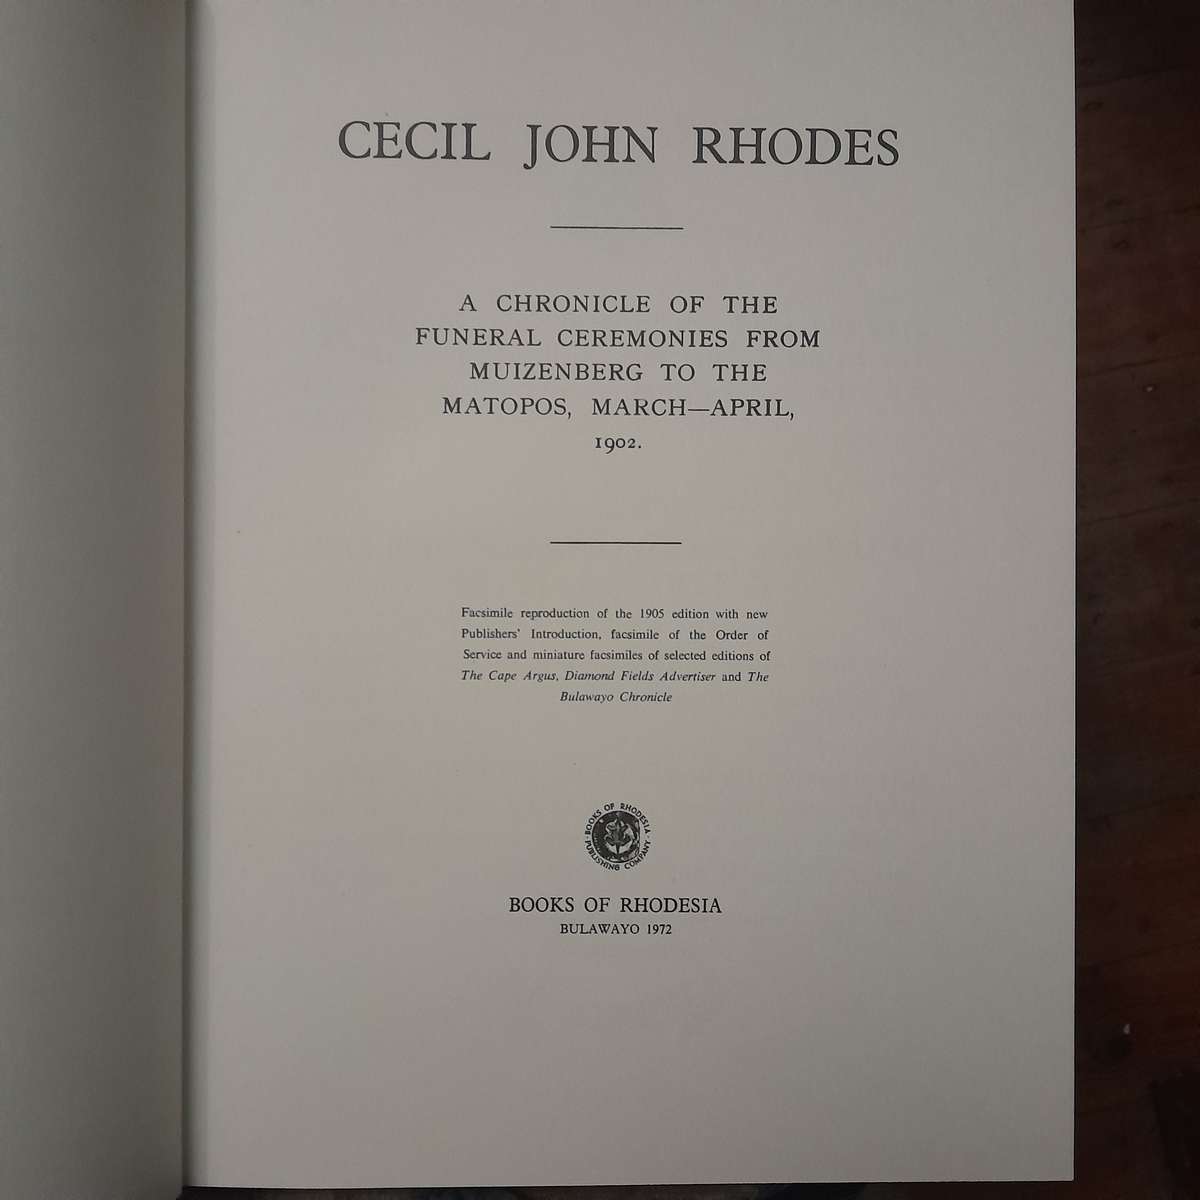 CECIL JOHN RHODES
A CHRONICLE OF THE
FUNERAL CEREMONIES FROM
MUIZENBERG TO THE
MATOPOS, MARCH—APRIL,
1902.
Facsimile reproduction of the 1905 edition with new
Publishers' Introduction, facsimile of the Order of
Service and miniature facsimiles of selected editions of
The Cape Argus, Diamond Fields Advertiser and The
Bulawayo Chronicle
BOOKS OF RHODESIA
PUBLISHING COMPANY
BOOKS OF RHODESIA
BULAWAYO 1972